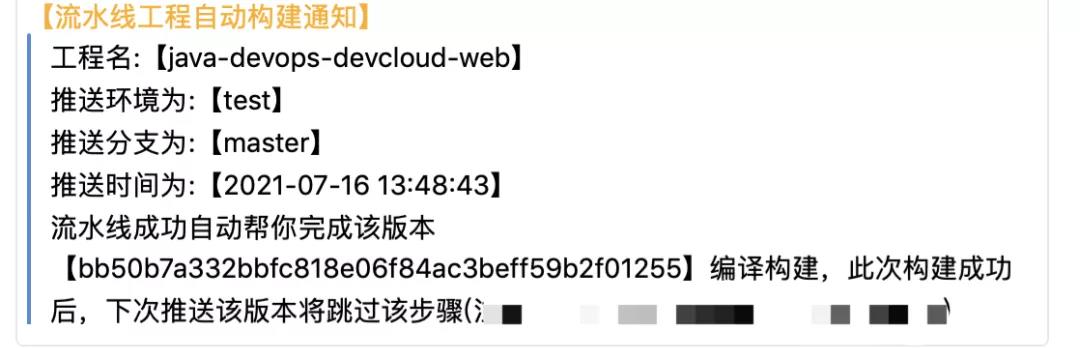 【流水线工程自动构建通知】
工程名:【java-devops-devcloud-web】
推送环境为:【test】
推送分支为:【master】
推送时间为:【2021-07-16 13:48:43】
流水线成功自动帮你完成该版本
【bb50b7a332bbfc818e06f84ac3beff59b2f01255】编译构建，此次构建成功
后，下次推送该版本将跳过该步骤(